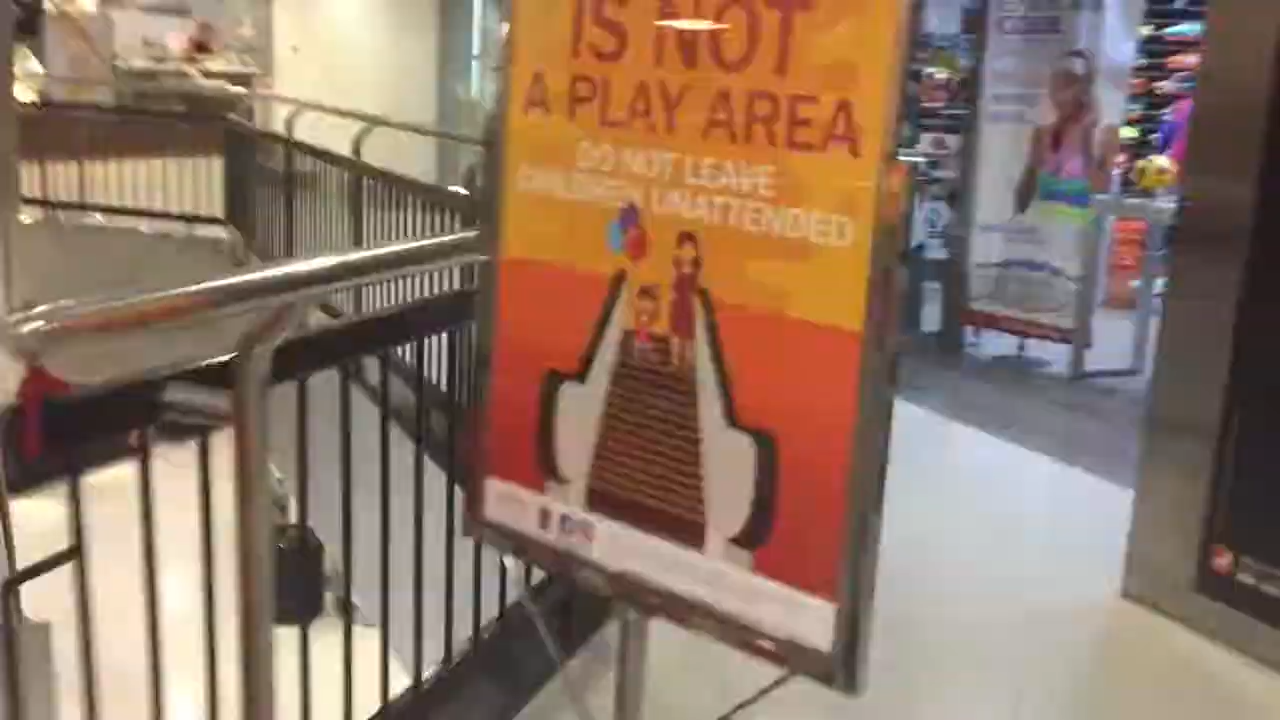 IS NOT
A PLAY AREA
DO NOT LEAVE
CHILDREN UNATTENDED